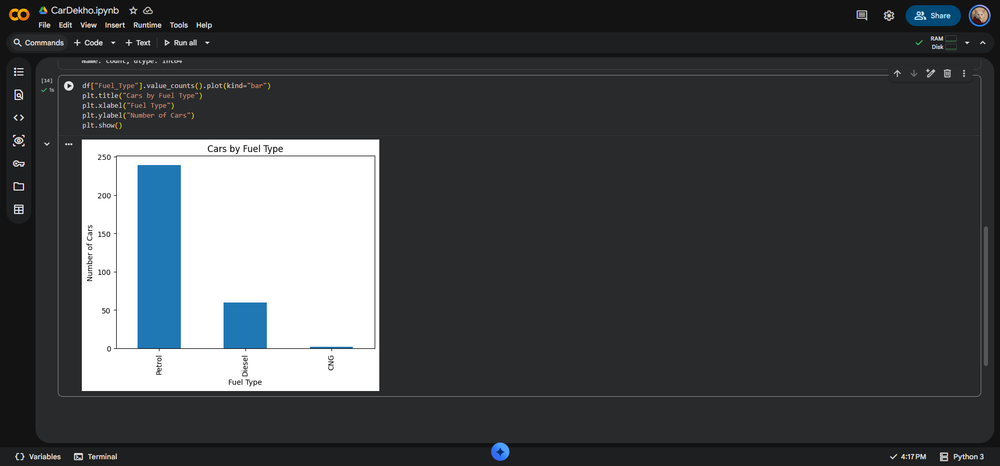 CarDekho.ipynb
File Edit View Insert Runtime Tools Help
Share
Commands + Code + Text Run all
RAM
Disk
Name: count, dtype: int64
[14]
1s
df["Fuel_Type"].value_counts().plot(kind="bar")
plt.title("Cars by Fuel Type")
plt.xlabel("Fuel Type")
plt.ylabel("Number of Cars")
plt.show()
Cars by Fuel Type
250
200
150
100
50
0
Number of Cars
Petrol
Diesel
CNG
Fuel Type
{} Variables Terminal
4:17 PM Python 3